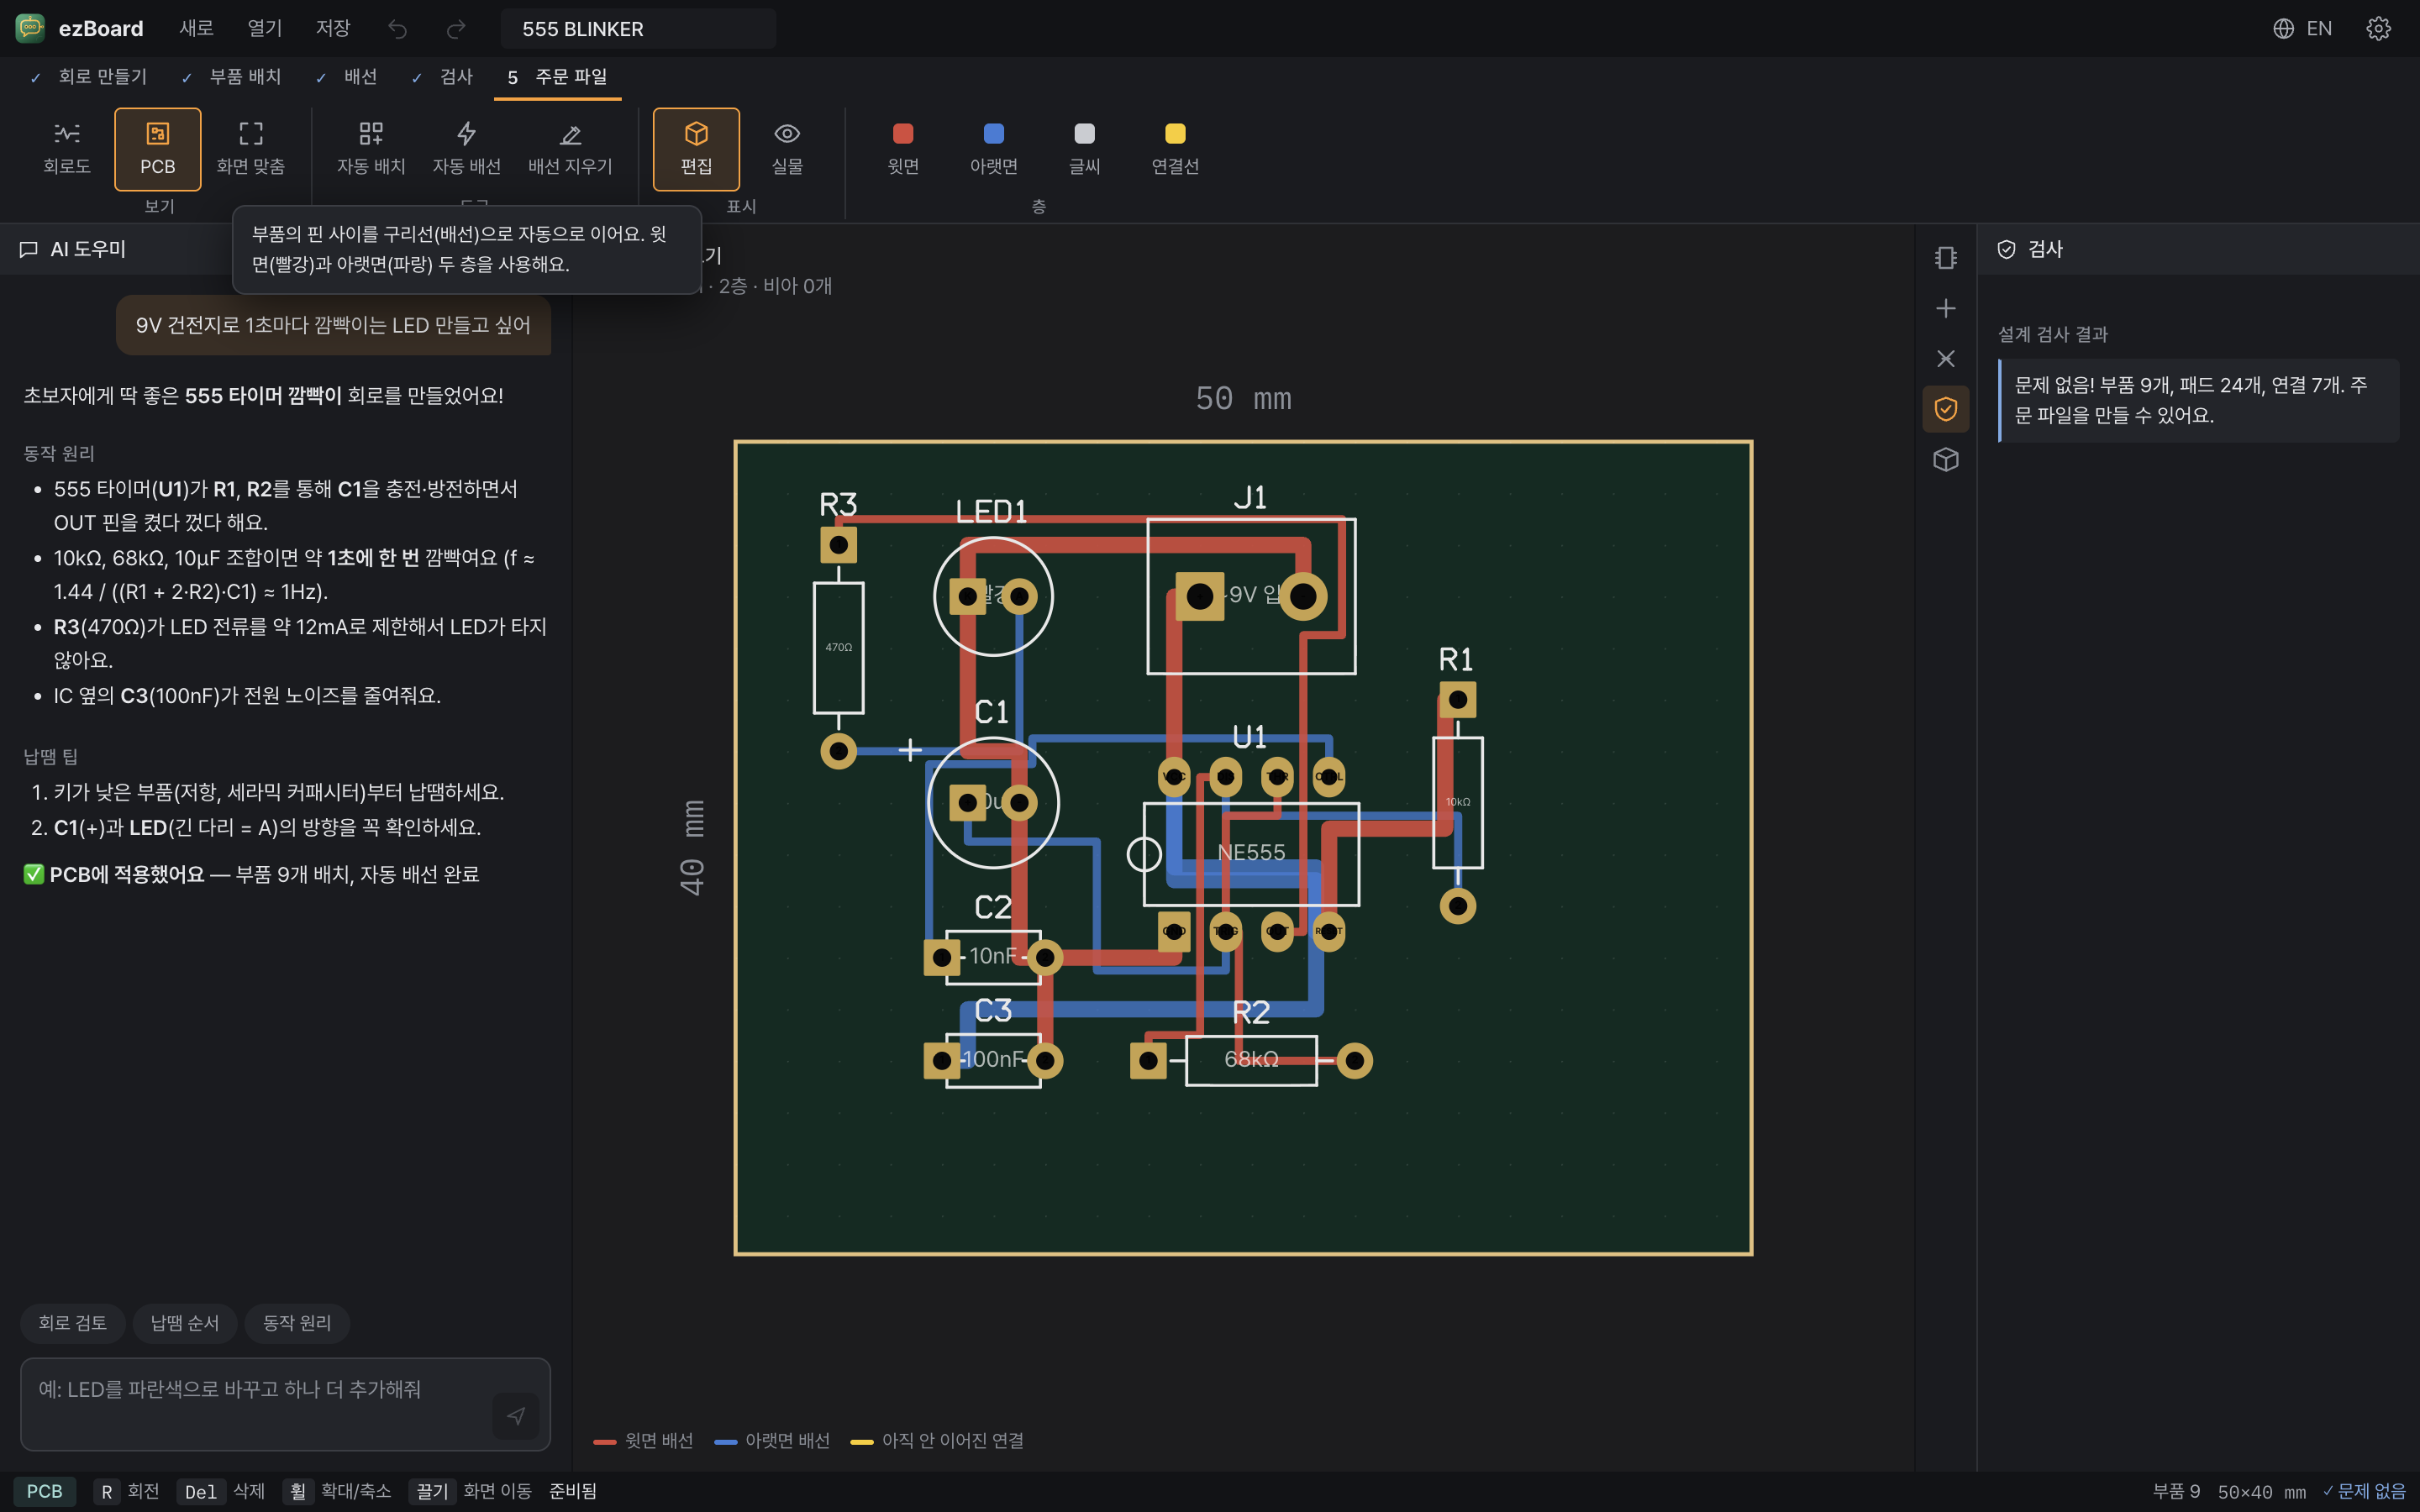 ezBoard 새로 열기 저장 555 BLINKER EN
✓ 회로 만들기 ✓ 부품 배치 ✓ 배선 ✓ 검사 5 주문 파일
회로도 PCB 화면 맞춤 자동 배치 자동 배선 배선 지우기 편집 실물 윗면 아랫면 글씨 연결선
보기 표시 층
부품의 핀 사이를 구리선(배선)으로 자동으로 이어요. 윗
면(빨강)과 아랫면(파랑) 두 층을 사용해요.
AI 도우미
9V 건전지로 1초마다 깜빡이는 LED 만들고 싶어
초보자에게 딱 좋은 555 타이머 깜빡이 회로를 만들었어요!
동작 원리
• 555 타이머(U1)가 R1, R2를 통해 C1을 충전·방전하면서
OUT 핀을 켰다 껐다 해요.
• 10kΩ, 68kΩ, 10µF 조합이면 약 1초에 한 번 깜빡여요 (f ≈
1.44 / ((R1 + 2·R2)·C1) ≈ 1Hz).
• R3(470Ω)가 LED 전류를 약 12mA로 제한해서 LED가 타지
않아요.
• IC 옆의 C3(100nF)가 전원 노이즈를 줄여줘요.
납땜 팁
1. 키가 낮은 부품(저항, 세라믹 커패시터)부터 납땜하세요.
2. C1(+)과 LED(긴 다리 = A)의 방향을 꼭 확인하세요.
✅ PCB에 적용했어요 — 부품 9개 배치, 자동 배선 완료
회로 검토 납땜 순서 동작 원리
예: LED를 파란색으로 바꾸고 하나 더 추가해줘
· 2층 · 비아 0개
50 mm
40 mm
R3
LED1
J1
470Ω
R1
C1
+
U1
10kΩ
NE555
C2
10nF
C3
100nF
R2
68kΩ
윗면 배선 아랫면 배선 아직 안 이어진 연결
검사
설계 검사 결과
문제 없음! 부품 9개, 패드 24개, 연결 7개. 주
문 파일을 만들 수 있어요.
PCB R 회전 Del 삭제 휠 확대/축소 끌기 화면 이동 준비됨
부품 9 50×40 mm ✓ 문제 없음